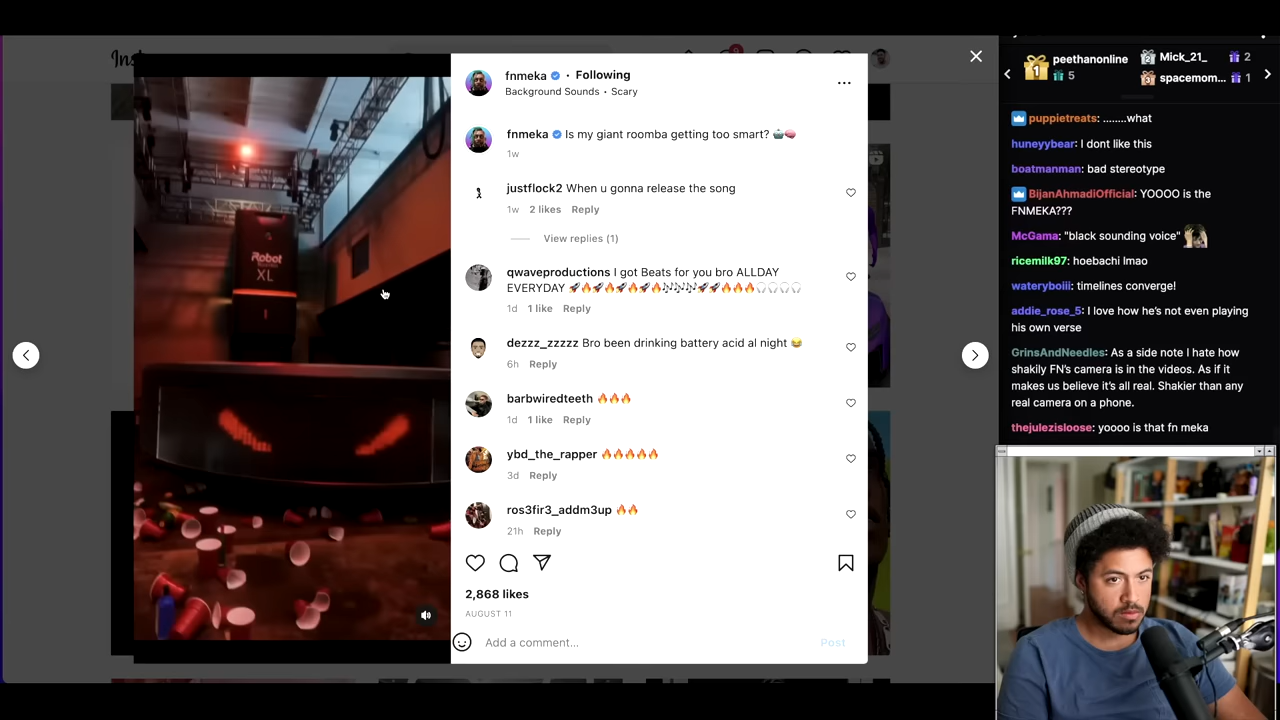 Ins
9
fnmeka • Following
Background Sounds • Scary
fnmeka Is my giant roomba getting too smart? 🤖🧠
1w
justflock2 When u gonna release the song
1w 2 likes Reply
View replies (1)
qwaveproductions I got Beats for you bro ALLDAY
EVERYDAY 🚀🔥🚀🔥🚀🔥🚀🔥🎶🎶🎶🚀🚀🔥🔥🔥🎧🎧🎧🎧
1d 1 like Reply
dezzz_zzzzz Bro been drinking battery acid al night 😂
6h Reply
barbwiredteeth 🔥🔥🔥
1d 1 like Reply
ybd_the_rapper 🔥🔥🔥🔥🔥
3d Reply
ros3fir3_addm3up 🔥🔥
21h Reply
2,868 likes
AUGUST 11
Add a comment...
Post
iRobot
XL
1
peethanonline
5
2
Mick_21_ 2
3
spacemom... 1
puppietreats: ........what
huneyybear: I dont like this
boatmanman: bad stereotype
BijanAhmadiOfficial: YOOOO is the
FNMEKA???
McGama: "black sounding voice"
ricemilk97: hoebachi lmao
wateryboiii: timelines converge!
addie_rose_5: I love how he's not even playing
his own verse
GrinsAndNeedles: As a side note I hate how
shakily FN's camera is in the videos. As if it
makes us believe it's all real. Shakier than any
real camera on a phone.
thejulezisloose: yoooo is that fn meka